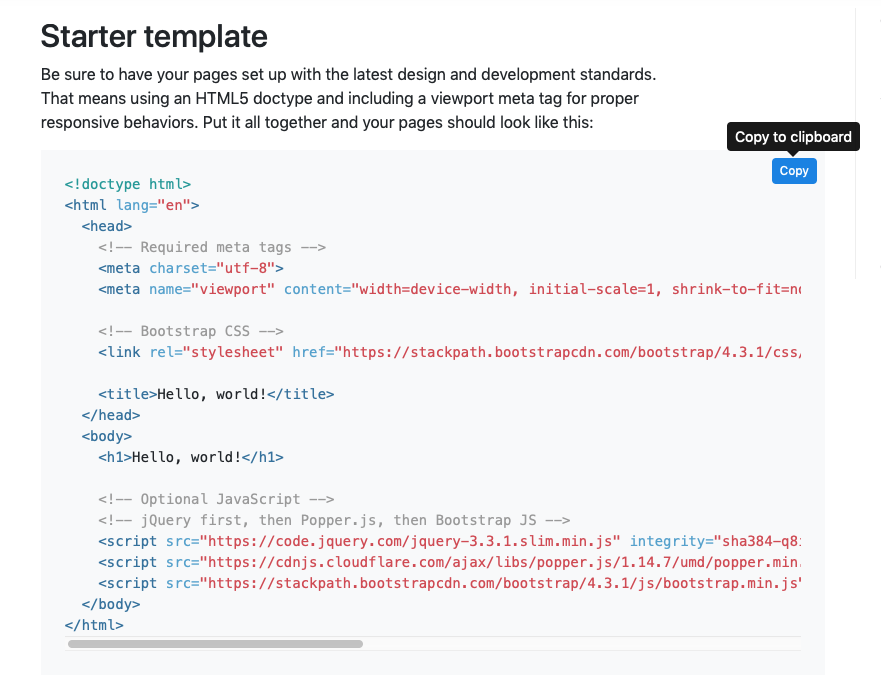 Starter template
Be sure to have your pages set up with the latest design and development standards.
That means using an HTML5 doctype and including a viewport meta tag for proper
responsive behaviors. Put it all together and your pages should look like this:
Copy to clipboard
Copy
<!doctype html>
<html lang="en">
  <head>
    <!-- Required meta tags -->
    <meta charset="utf-8">
    <meta name="viewport" content="width=device-width, initial-scale=1, shrink-to-fit=no

    <!-- Bootstrap CSS -->
    <link rel="stylesheet" href="https://stackpath.bootstrapcdn.com/bootstrap/4.3.1/css/

    <title>Hello, world!</title>
  </head>
  <body>
    <h1>Hello, world!</h1>

    <!-- Optional JavaScript -->
    <!-- jQuery first, then Popper.js, then Bootstrap JS -->
    <script src="https://code.jquery.com/jquery-3.3.1.slim.min.js" integrity="sha384-q8i
    <script src="https://cdnjs.cloudflare.com/ajax/libs/popper.js/1.14.7/umd/popper.min.
    <script src="https://stackpath.bootstrapcdn.com/bootstrap/4.3.1/js/bootstrap.min.js"
  </body>
</html>